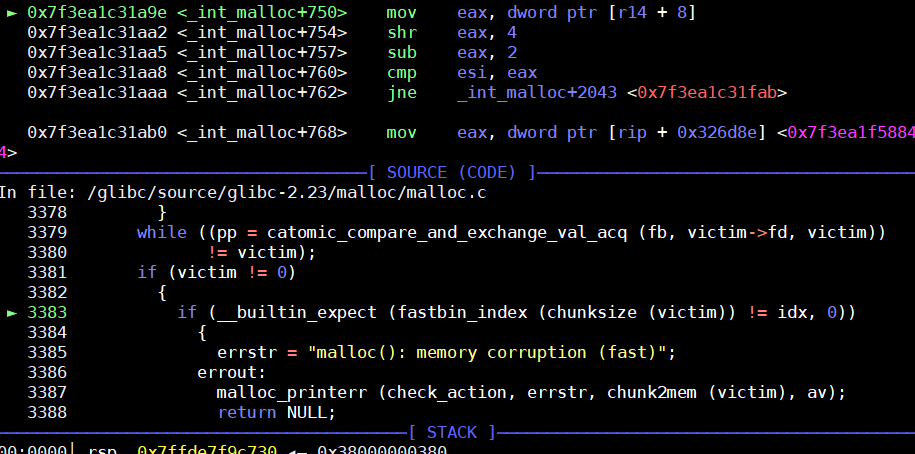 ► 0x7f3ea1c31a9e <_int_malloc+750>    mov    eax, dword ptr [r14 + 8]
0x7f3ea1c31aa2 <_int_malloc+754>    shr    eax, 4
0x7f3ea1c31aa5 <_int_malloc+757>    sub    eax, 2
0x7f3ea1c31aa8 <_int_malloc+760>    cmp    esi, eax
0x7f3ea1c31aaa <_int_malloc+762>    jne    _int_malloc+2043 <0x7f3ea1c31fab>
0x7f3ea1c31ab0 <_int_malloc+768>    mov    eax, dword ptr [rip + 0x326d8e] <0x7f3ea1f5884
4>
[ SOURCE (CODE) ]
In file: /glibc/source/glibc-2.23/malloc/malloc.c
3378         }
3379       while ((pp = catomic_compare_and_exchange_val_acq (fb, victim->fd, victim))
3380              != victim);
3381       if (victim != 0)
3382         {
► 3383           if (__builtin_expect (fastbin_index (chunksize (victim)) != idx, 0))
3384             {
3385               errstr = "malloc(): memory corruption (fast)";
3386             errout:
3387               malloc_printerr (check_action, errstr, chunk2mem (victim), av);
3388               return NULL;
[ STACK ]
00:0000│ rsp  0x7ffde7f9c730 ◂— 0x38000000380